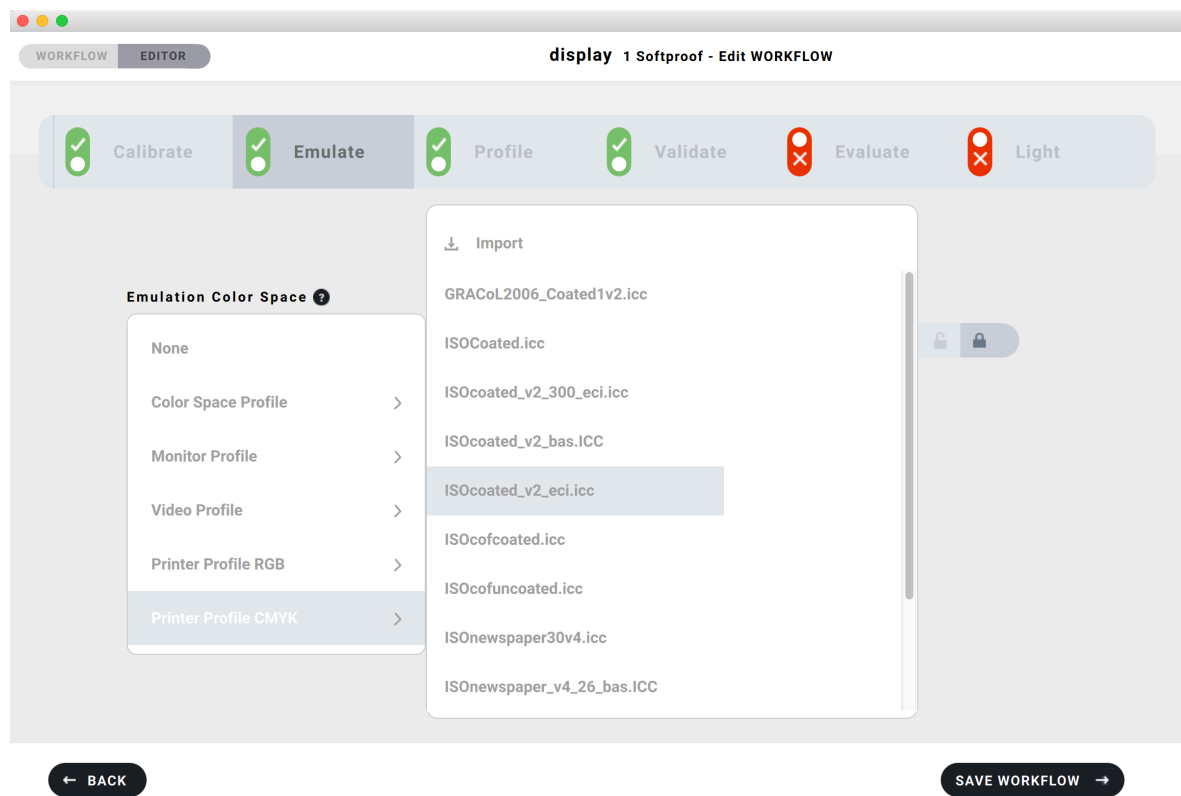 WORKFLOW EDITOR display 1 Softproof - Edit WORKFLOW
Calibrate Emulate Profile Validate Evaluate Light
Import
Emulation Color Space ?
None
Color Space Profile
Monitor Profile
Video Profile
Printer Profile RGB
Printer Profile CMYK
GRACoL2006_Coated1v2.icc
ISOCoated.icc
ISOcoated_v2_300_eci.icc
ISOcoated_v2_bas.ICC
ISOcoated_v2_eci.icc
ISOcofcoated.icc
ISOcofuncoated.icc
ISOnewspaper30v4.icc
ISOnewspaper_v4_26_bas.ICC
BACK SAVE WORKFLOW